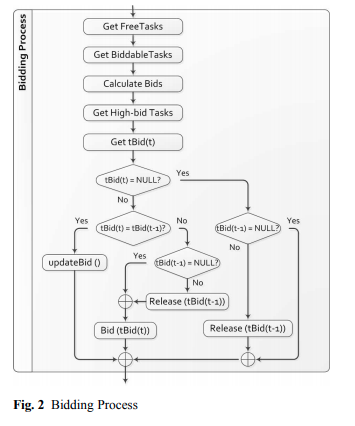 Bidding Process
Get FreeTasks
Get BiddableTasks
Calculate Bids
Get High-bid Tasks
Get tBid(t)
tBid(t) = NULL?
Yes
No
tBid(t) = tBid(t-1)?
Yes
No
tBid(t-1) = NULL?
Yes
No
updateBid ()
tBid(t-1) = NULL?
Yes
No
Release (tBid(t-1))
Bid (tBid(t))
Release (tBid(t-1))
Fig. 2 Bidding Process